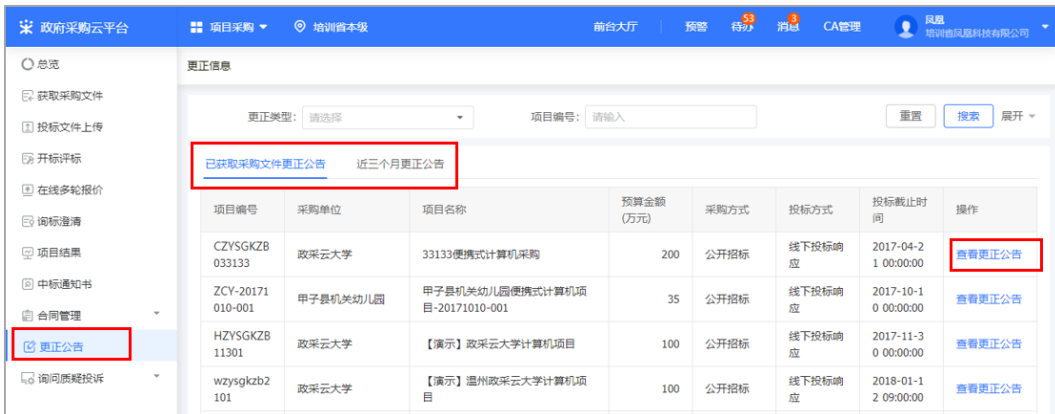 政府采购云平台
项目采购
培训省本级
前台大厅
预警
待办
53
消息
3
CA管理
凤凰
培训省凤凰科技有限公司
总览
获取采购文件
投标文件上传
开标评标
在线多轮报价
询标澄清
项目结果
中标通知书
合同管理
更正公告
询问质疑投诉
更正信息
更正类型： 请选择
项目编号： 请输入
重置
搜索
展开
已获取采购文件更正公告
近三个月更正公告
项目编号
采购单位
项目名称
预算金额
(万元)
采购方式
投标方式
投标截止时
间
操作
CZYSGKZB
033133
政采云大学
33133便携式计算机采购
200
公开招标
线下投标响
应
2017-04-2
1 00:00:00
查看更正公告
ZCY-20171
010-001
甲子县机关幼儿园
甲子县机关幼儿园便携式计算机项
目-20171010-001
35
公开招标
线下投标响
应
2017-10-1
0 00:00:00
查看更正公告
HZYSGKZB
11301
政采云大学
【演示】政采云大学计算机项目
100
公开招标
线下投标响
应
2017-11-3
0 00:00:00
查看更正公告
wzysgkzb2
101
政采云大学
【演示】温州政采云大学计算机项
目
100
公开招标
线下投标响
应
2018-01-1
2 09:00:00
查看更正公告